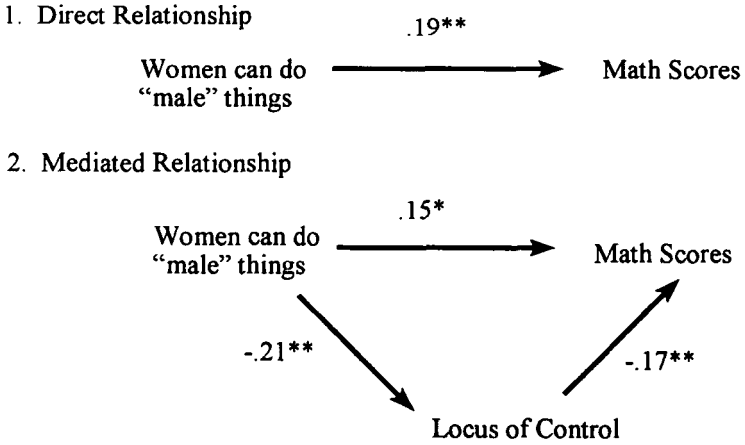 1. Direct Relationship
.19**
Women can do
“male” things
Math Scores
2. Mediated Relationship
.15*
Women can do
“male” things
Math Scores
-.21**
-.17**
Locus of Control